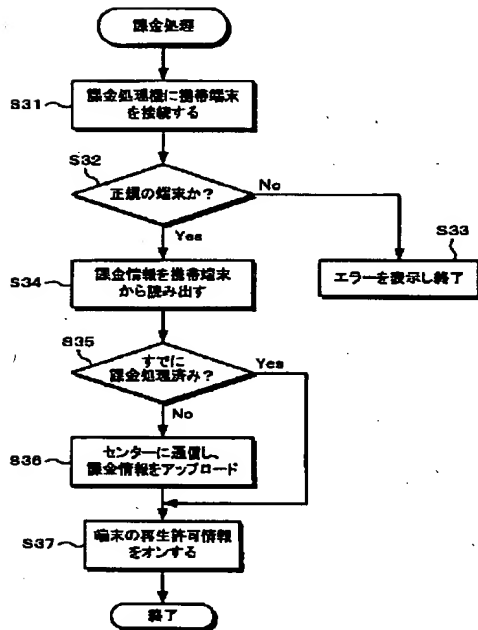 課金処理
S31
課金処理機に携帯端末
を接続する
S32
正規の端末か?
No
Yes
S33
エラーを表示し終了
S34
課金情報を携帯端末
から読み出す
S35
すでに
課金処理済み?
Yes
No
S36
センターに通信し、
課金情報をアップロード
S37
端末の再生許可情報
をオンする
終了